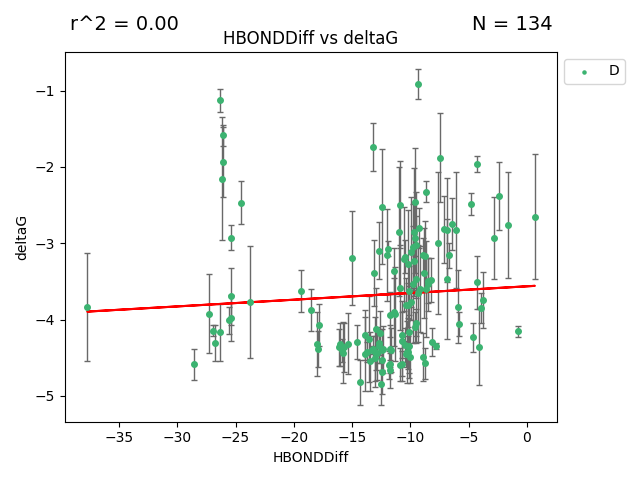 r^2 = 0.00
N = 134
HBONDDiff vs deltaG
D
deltaG
−1
−2
−3
−4
−5
−35
−30
−25
−20
−15
−10
−5
0
HBONDDiff